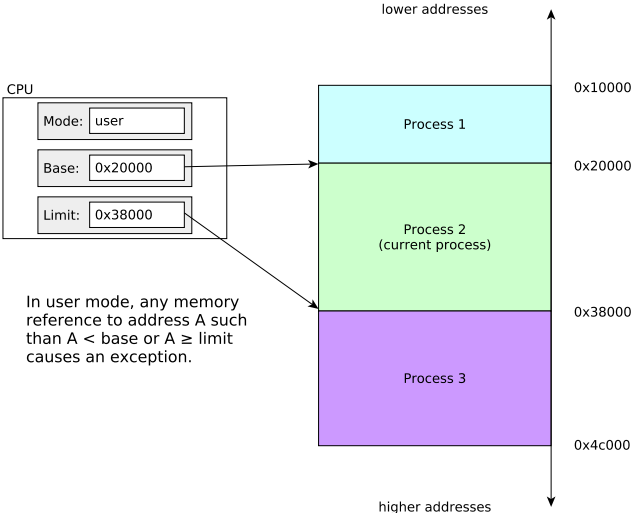 lower addresses
CPU
Mode: user
Base: 0x20000
Limit: 0x38000
In user mode, any memory
reference to address A such
than A < base or A ≥ limit
causes an exception.
0x10000
Process 1
0x20000
Process 2
(current process)
0x38000
Process 3
0x4c000
higher addresses